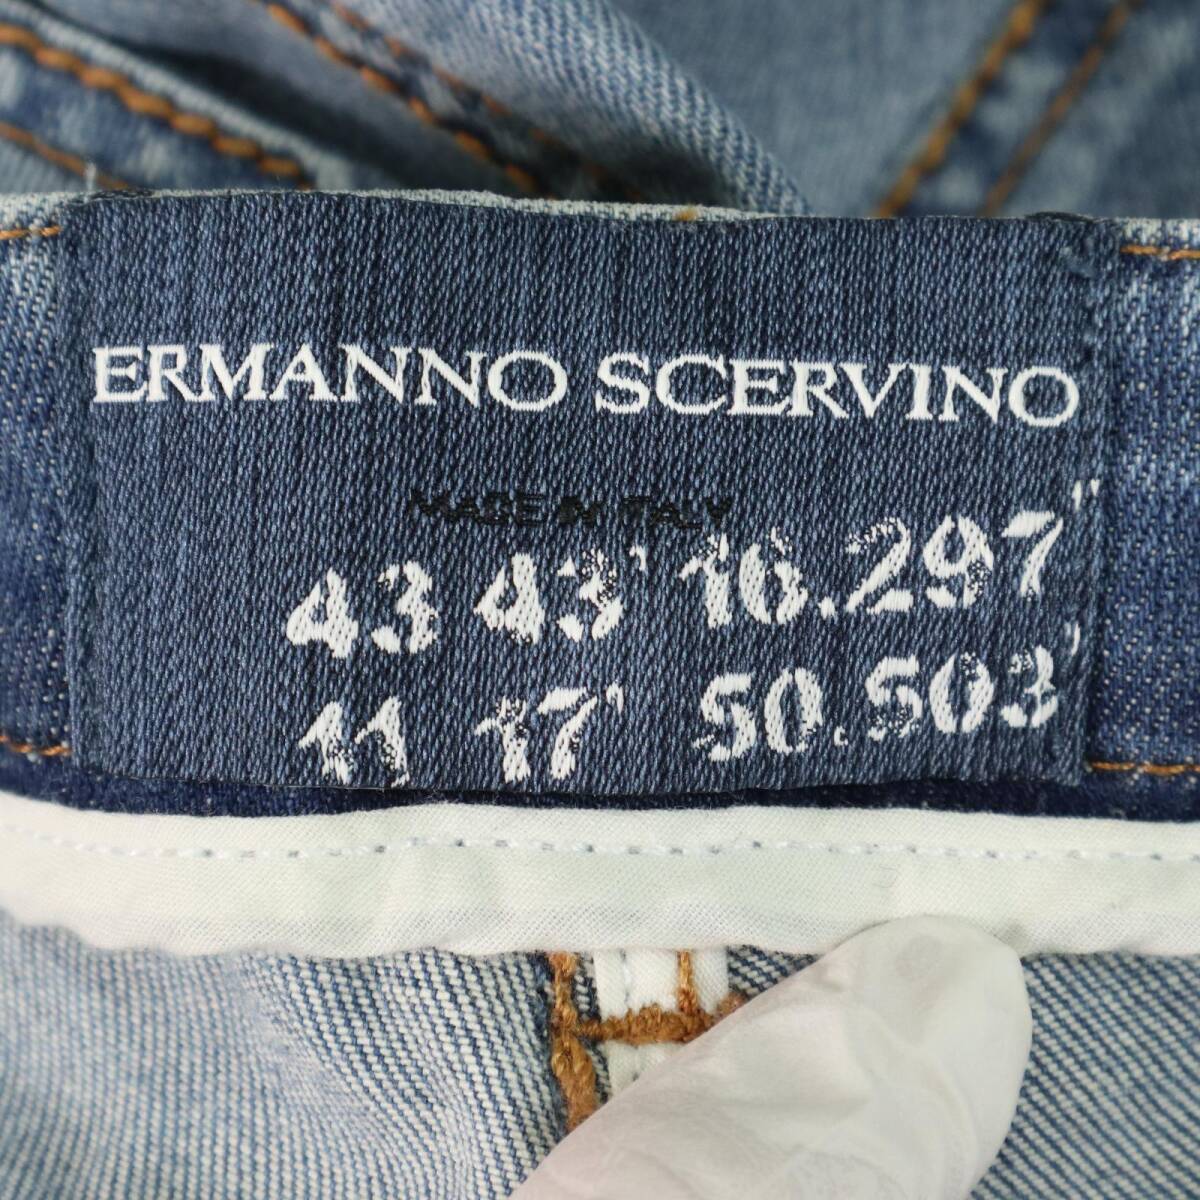 ERMANNO SCERVINO
MADE IN ITALY
43 43' 16.297"
11 17' 50.503"